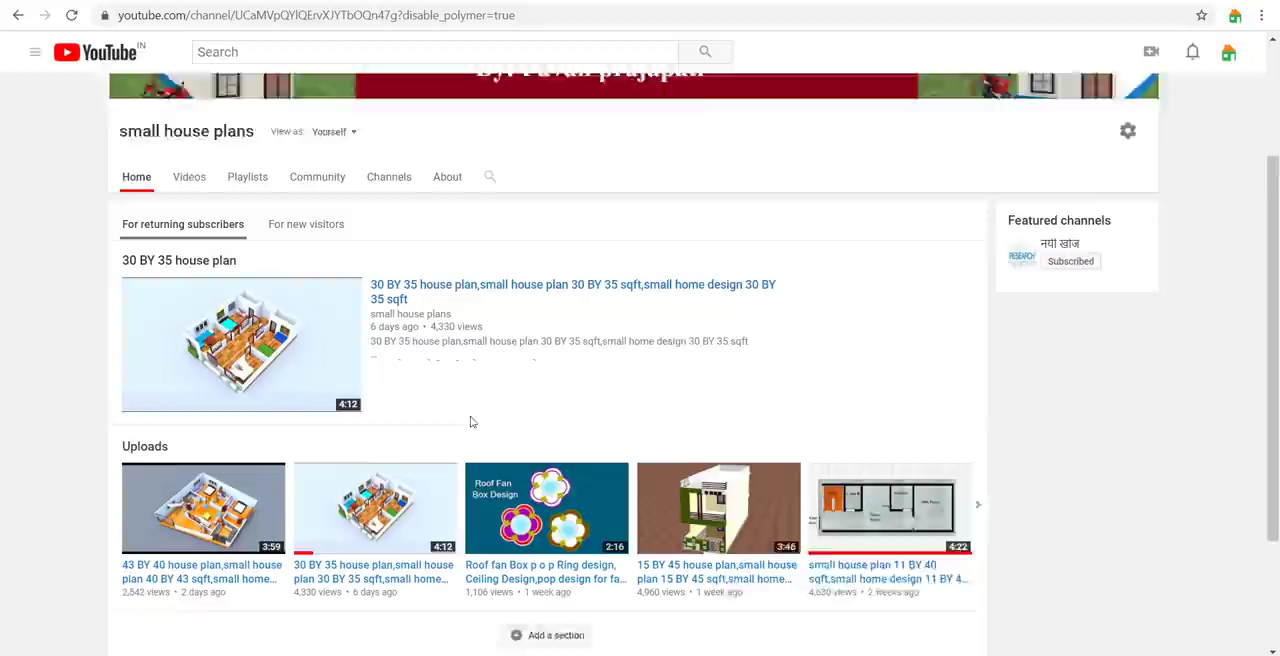 youtube.com/channel/UCaMVpQYlQErvXJYTbOQn47g?disable_polymer=true
YouTube IN
Search
small house plans View as: Yourself
Home Videos Playlists Community Channels About
For returning subscribers For new visitors
30 BY 35 house plan
30 BY 35 house plan,small house plan 30 BY 35 sqft,small home design 30 BY
35 sqft
small house plans
6 days ago • 4,330 views
30 BY 35 house plan,small house plan 30 BY 35 sqft,small home design 30 BY 35 sqft
4:12
Featured channels
नयी खोज
RESEARCH
Subscribed
Uploads
3:59
43 BY 40 house plan,small house
plan 40 BY 43 sqft,small home...
2,842 views • 2 days ago
4:12
30 BY 35 house plan,small house
plan 30 BY 35 sqft,small home...
4,330 views • 6 days ago
Roof Fan
Box Design
2:16
Roof fan Box p o p Ring design,
Ceiling Design,pop design for fa...
1,106 views • 1 week ago
3:46
15 BY 45 house plan,small house
plan 15 BY 45 sqft,small home...
4,960 views • 1 week ago
4:22
small house plan 11 BY 40
sqft,small home design 11 BY 4...
4,630 views • 2 weeks ago
Add a section